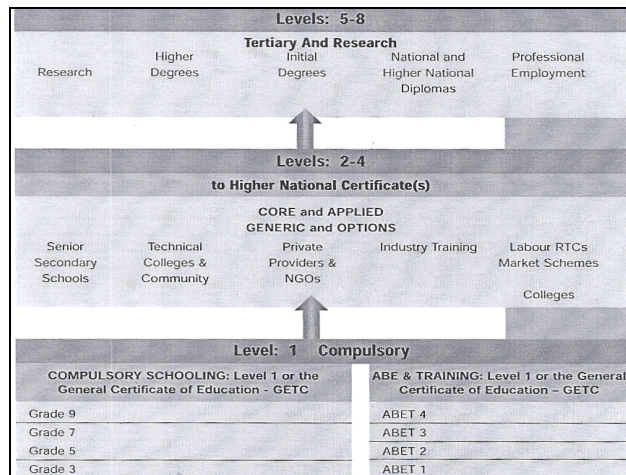 Levels: 5-8
Tertiary And Research
Research
Higher
Degrees
Initial
Degrees
National and
Higher National
Diplomas
Professional
Employment
Levels: 2-4
to Higher National Certificate(s)
CORE and APPLIED
GENERIC and OPTIONS
Senior
Secondary
Schools
Technical
Colleges &
Community
Private
Providers &
NGOs
Industry Training
Labour RTCs
Market Schemes
Colleges
Level: 1 Compulsory
COMPULSORY SCHOOLING: Level 1 or the
General Certificate of Education - GETC
Grade 9
Grade 7
Grade 5
Grade 3
ABE & TRAINING: Level 1 or the General
Certificate of Education – GETC
ABET 4
ABET 3
ABET 2
ABET 1